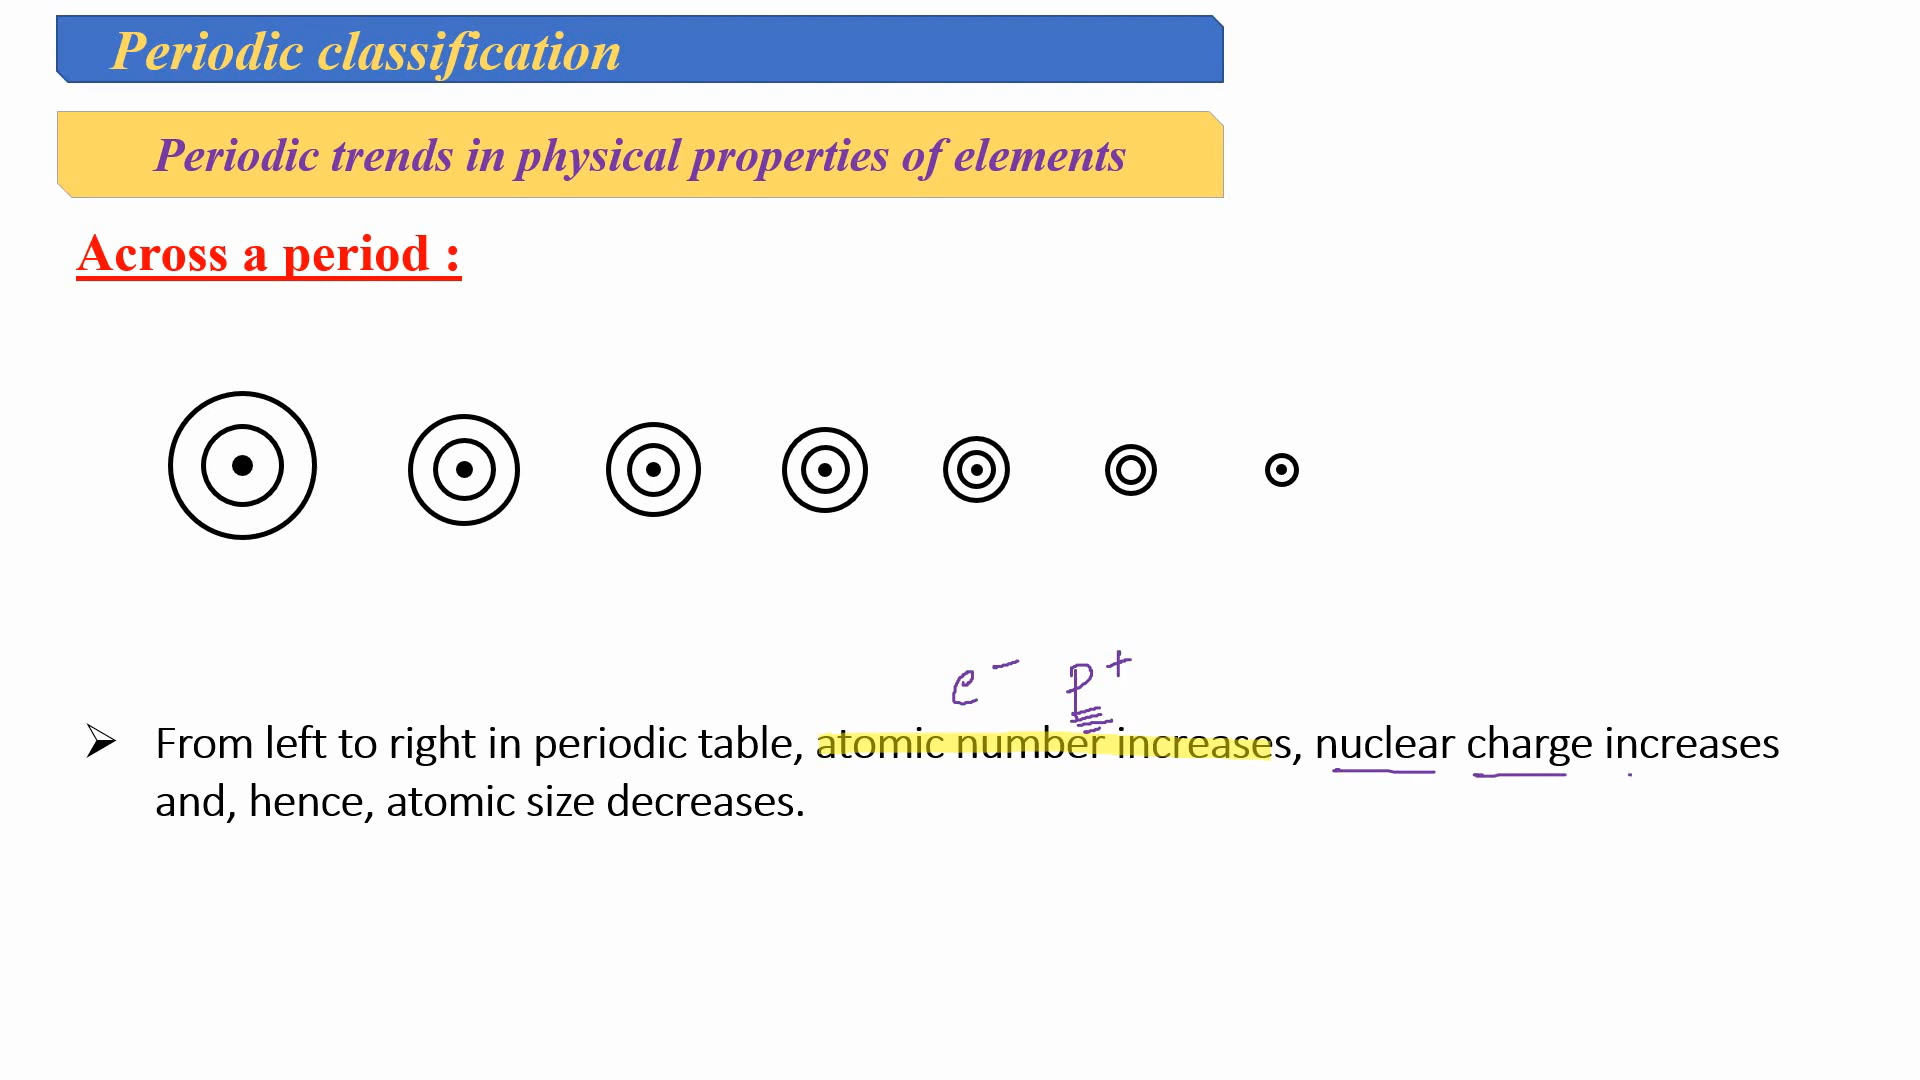 Periodic classification
Periodic trends in physical properties of elements
Across a period :
e⁻ p⁺
From left to right in periodic table, atomic number increases, nuclear charge increases
and, hence, atomic size decreases.